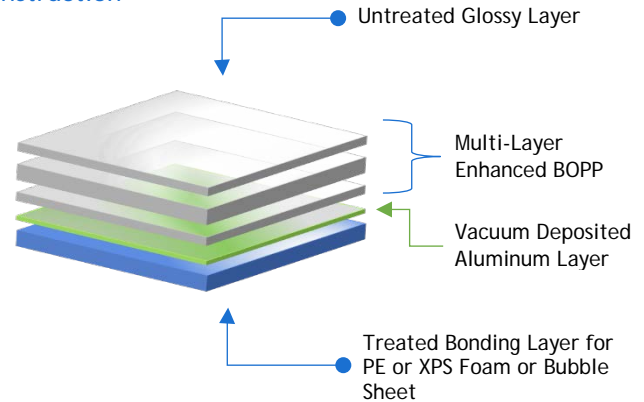 Untreated Glossy Layer
Multi-Layer
Enhanced BOPP
Vacuum Deposited
Aluminum Layer
Treated Bonding Layer for
PE or XPS Foam or Bubble
Sheet